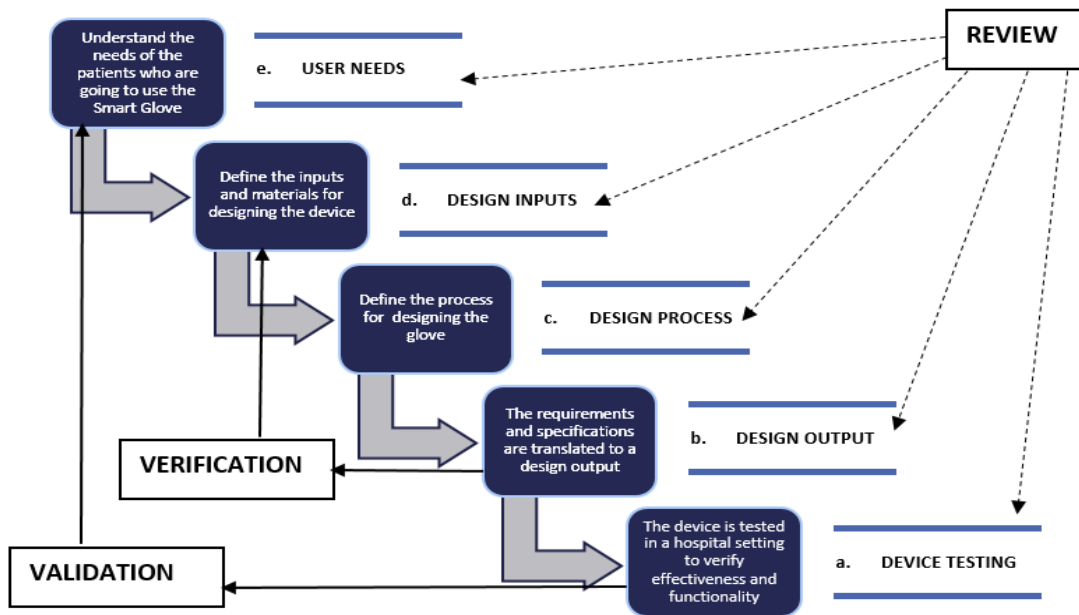 REVIEW
Understand the
needs of the
patients who are
going to use the
Smart Glove
e. USER NEEDS
Define the inputs
and materials for
designing the device
d. DESIGN INPUTS
Define the process
for designing the
glove
c. DESIGN PROCESS
The requirements
and specifications
are translated to
a design output
b. DESIGN OUTPUT
VERIFICATION
The device is tested
in a hospital setting
to verify
effectiveness and
functionality
a. DEVICE TESTING
VALIDATION